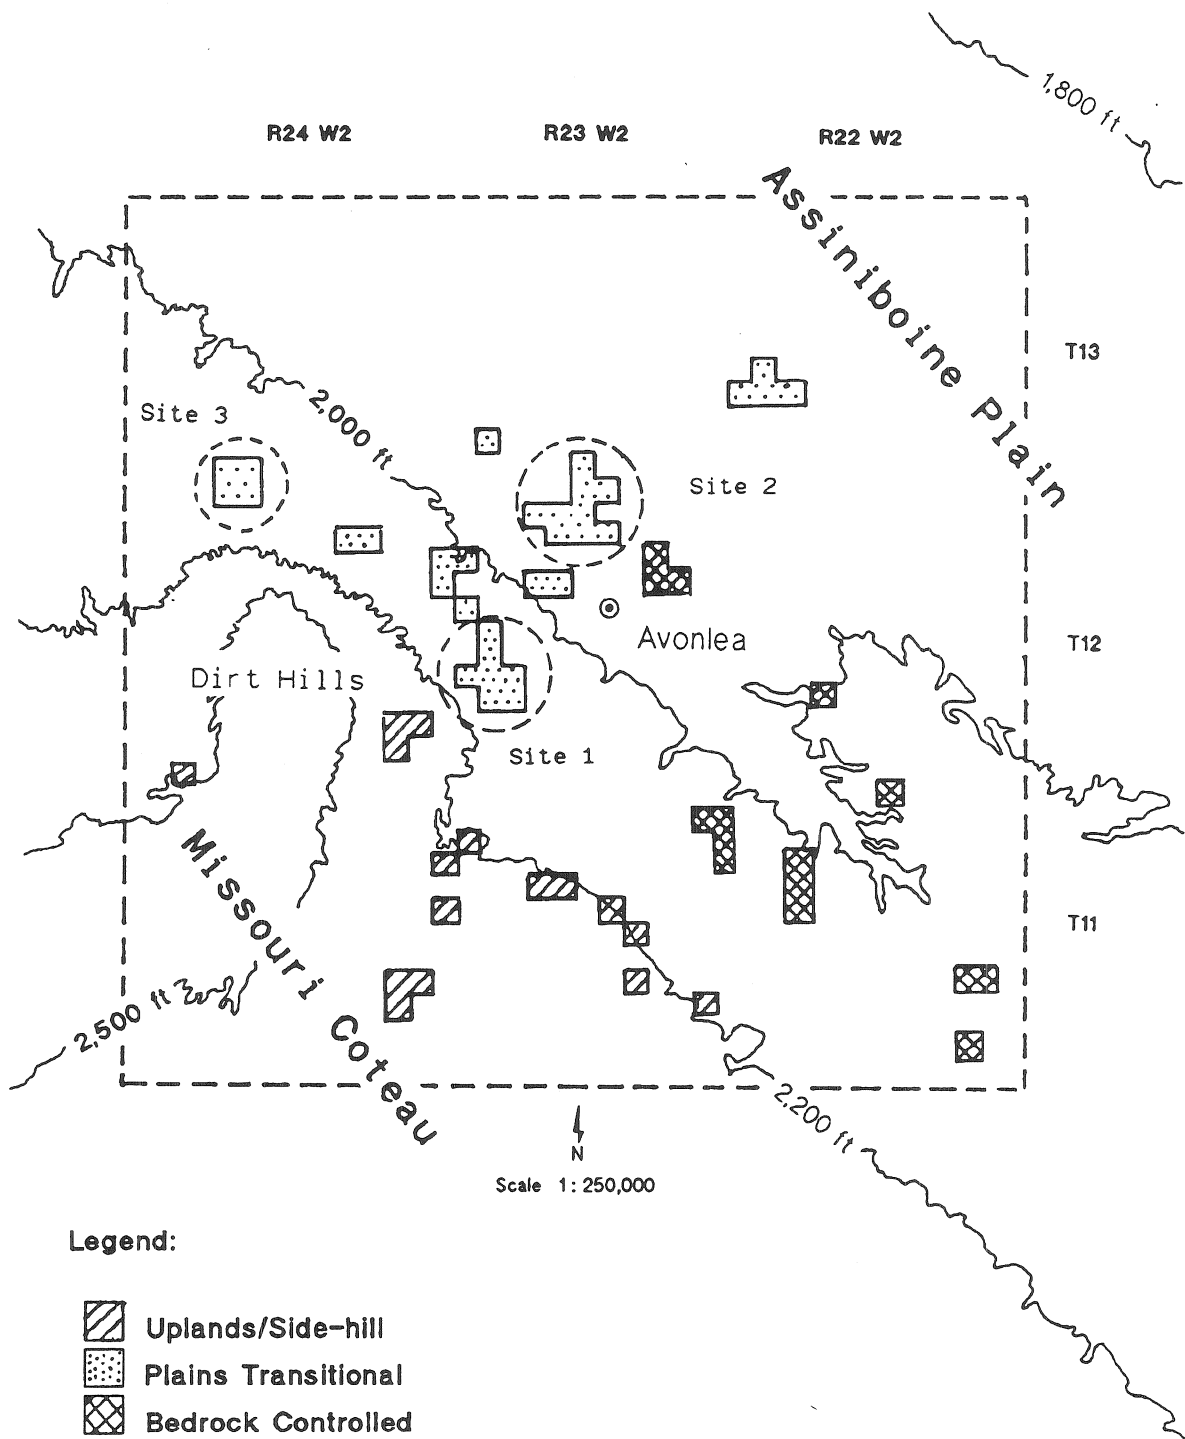 1,800 ft
R24 W2
R23 W2
R22 W2
Assiniboine Plain
T13
Site 3
2,000 ft
Site 2
Avonlea
T12
Dirt Hills
Site 1
Missouri Coteau
T11
2,500 ft
2,200 ft
N
Scale 1:250,000
Legend:
Uplands/Side-hill
Plains Transitional
Bedrock Controlled